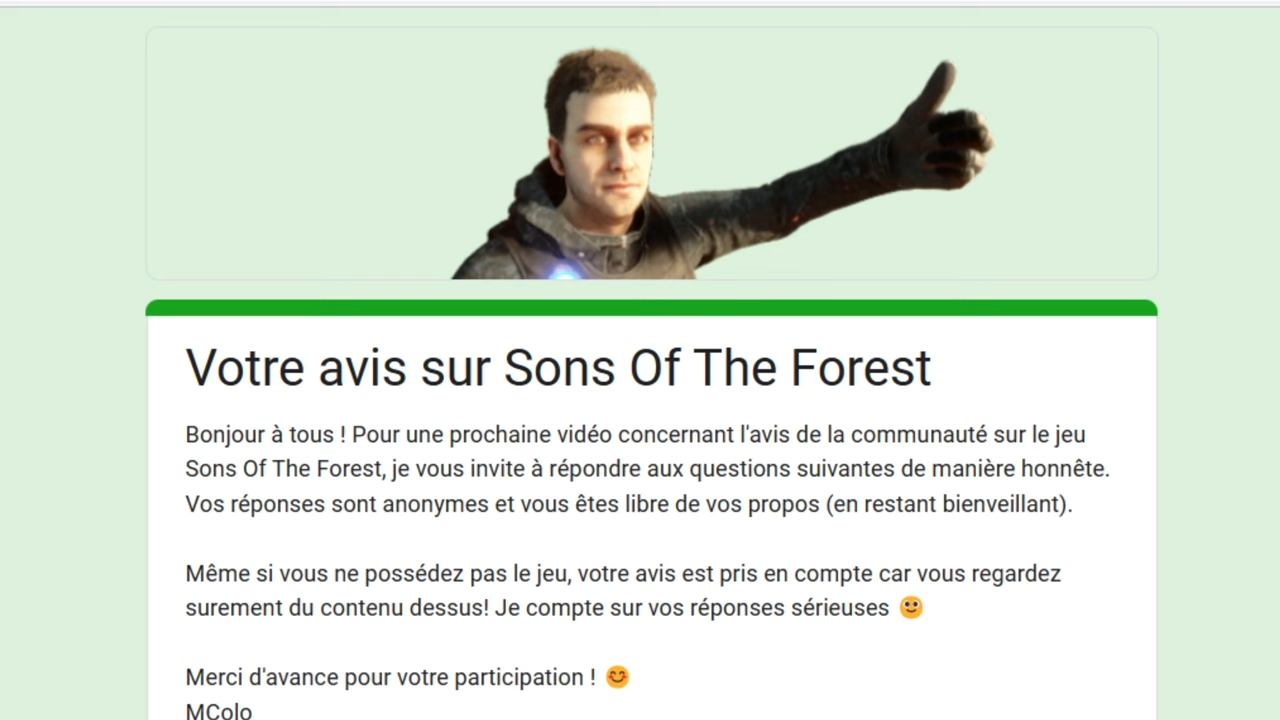 Votre avis sur Sons Of The Forest
Bonjour à tous ! Pour une prochaine vidéo concernant l'avis de la communauté sur le jeu
Sons Of The Forest, je vous invite à répondre aux questions suivantes de manière honnête.
Vos réponses sont anonymes et vous êtes libre de vos propos (en restant bienveillant).
Même si vous ne possédez pas le jeu, votre avis est pris en compte car vous regardez
surement du contenu dessus! Je compte sur vos réponses sérieuses
Merci d'avance pour votre participation !
MColo